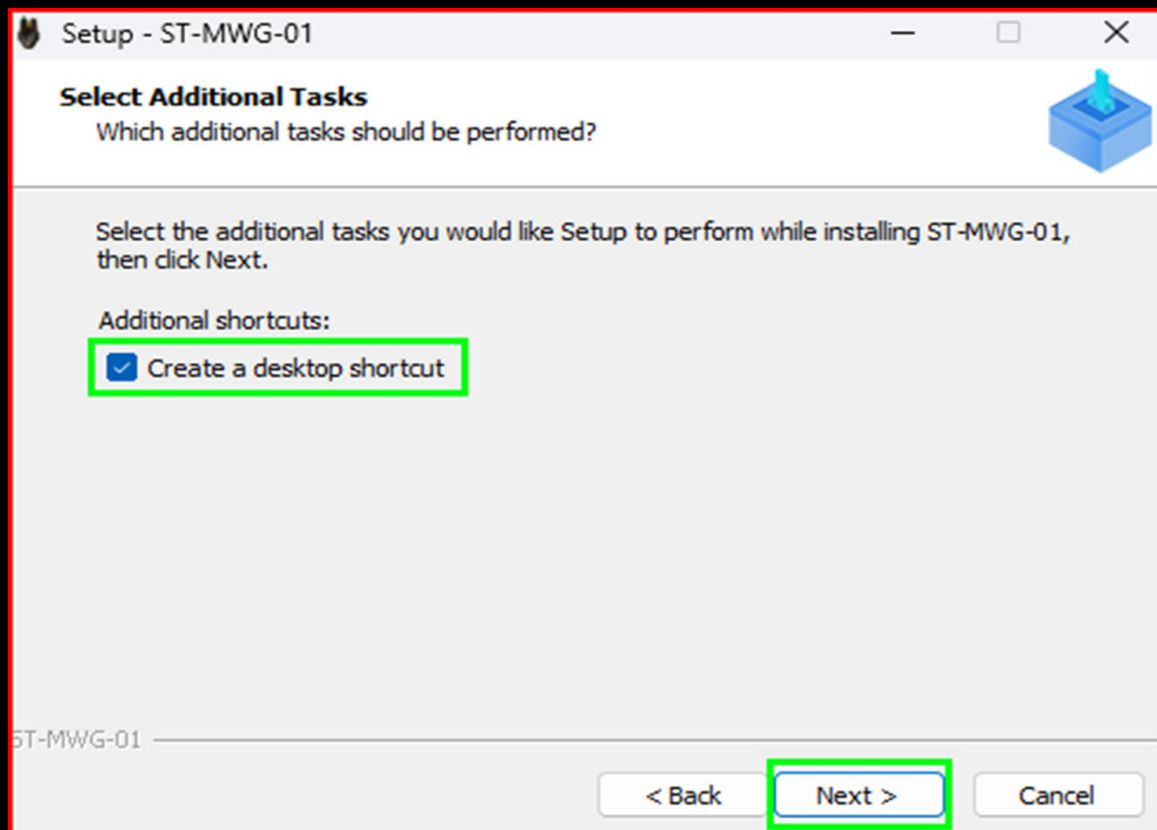 Setup - ST-MWG-01
Select Additional Tasks
Which additional tasks should be performed?
Select the additional tasks you would like Setup to perform while installing ST-MWG-01,
then click Next.
Additional shortcuts:
Create a desktop shortcut
ST-MWG-01
< Back Next > Cancel